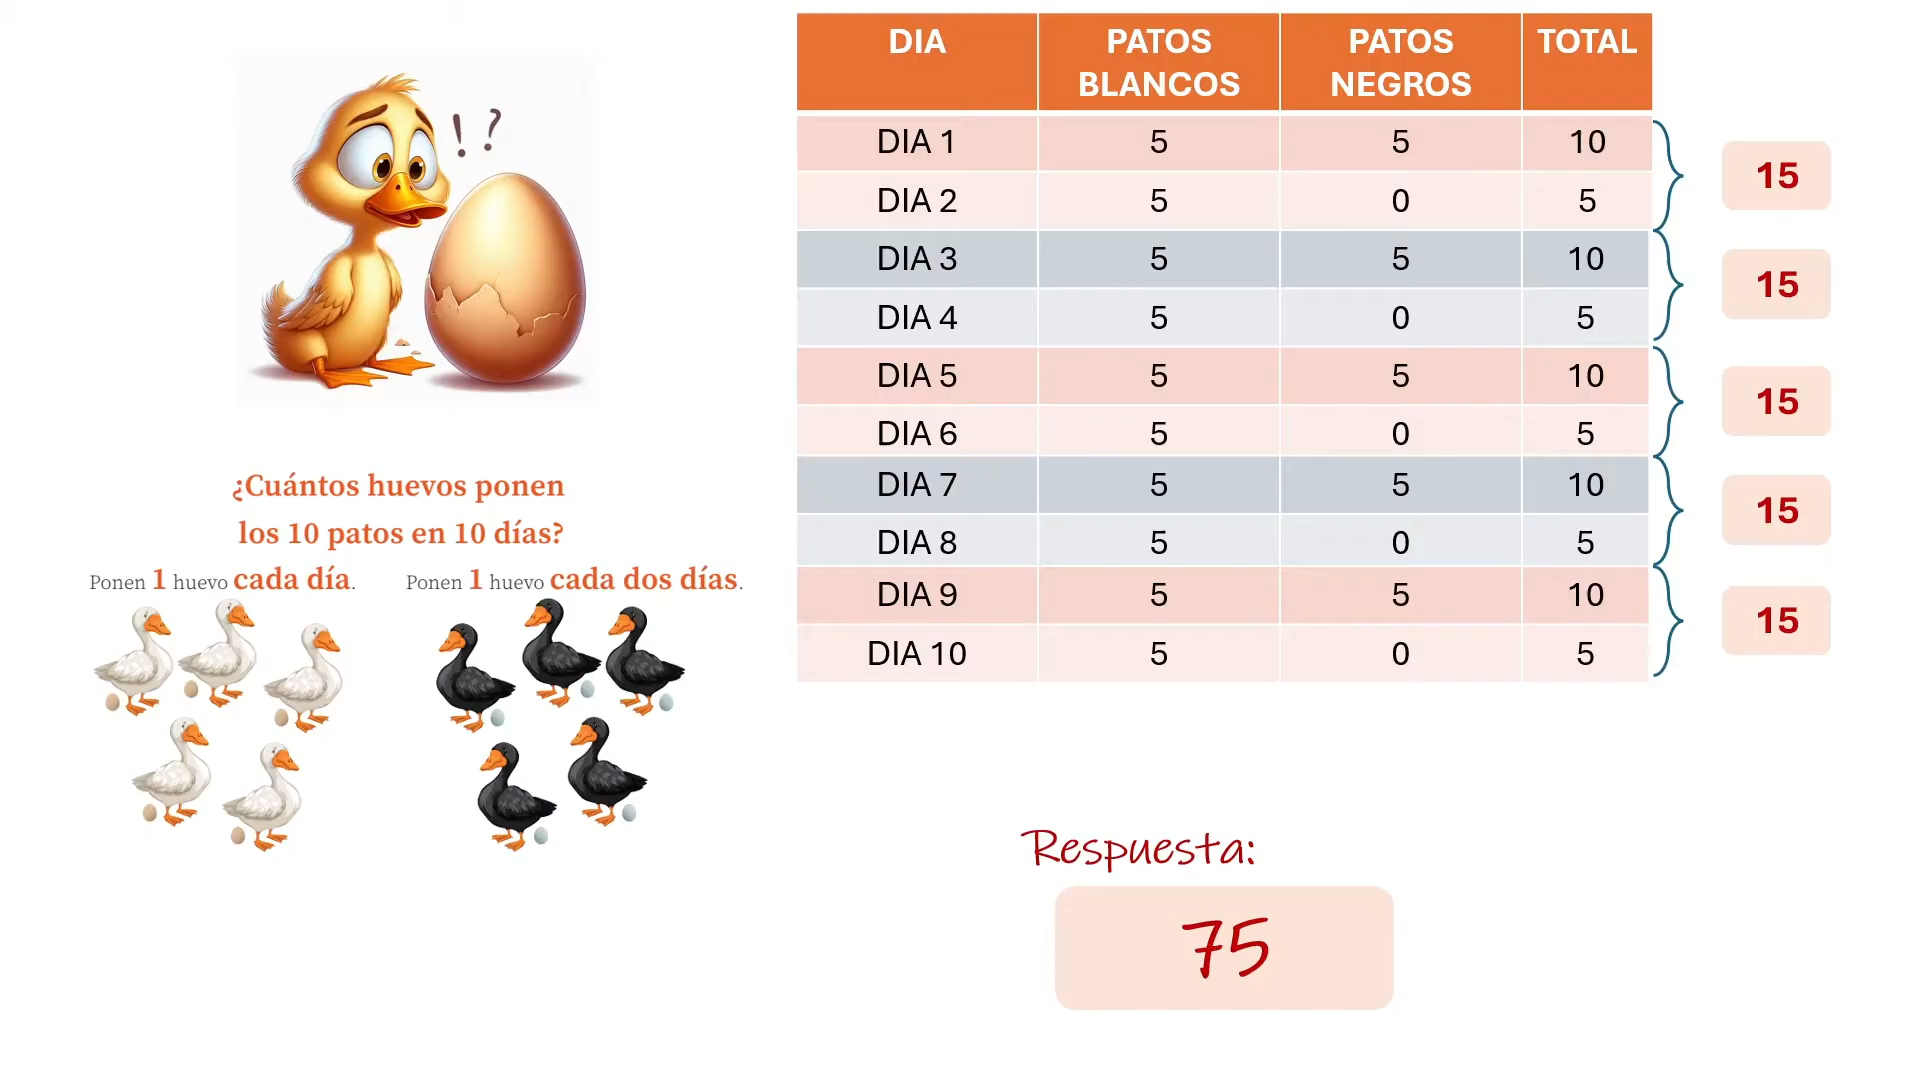 ! ?
¿Cuántos huevos ponen
los 10 patos en 10 días?
Ponen 1 huevo cada día.
Ponen 1 huevo cada dos días.
DIA PATOS BLANCOS PATOS NEGROS TOTAL
DIA 1 5 5 10
DIA 2 5 0 5
15
DIA 3 5 5 10
DIA 4 5 0 5
15
DIA 5 5 5 10
DIA 6 5 0 5
15
DIA 7 5 5 10
DIA 8 5 0 5
15
DIA 9 5 5 10
DIA 10 5 0 5
15
Respuesta:
75